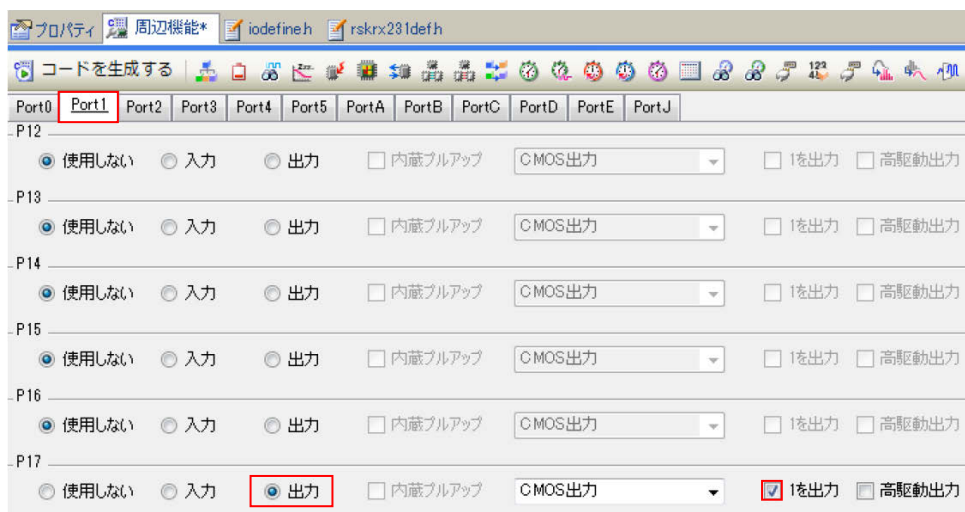 プロパティ 周辺機能* iodefine.h rskrx231def.h
コードを生成する
Port0 Port1 Port2 Port3 Port4 Port5 PortA PortB PortC PortD PortE PortJ
P12
使用しない 入力 出力 内蔵プルアップ CMOS出力 1を出力 高駆動出力
P13
使用しない 入力 出力 内蔵プルアップ CMOS出力 1を出力 高駆動出力
P14
使用しない 入力 出力 内蔵プルアップ CMOS出力 1を出力 高駆動出力
P15
使用しない 入力 出力 内蔵プルアップ CMOS出力 1を出力 高駆動出力
P16
使用しない 入力 出力 内蔵プルアップ CMOS出力 1を出力 高駆動出力
P17
使用しない 入力 出力 内蔵プルアップ CMOS出力 1を出力 高駆動出力